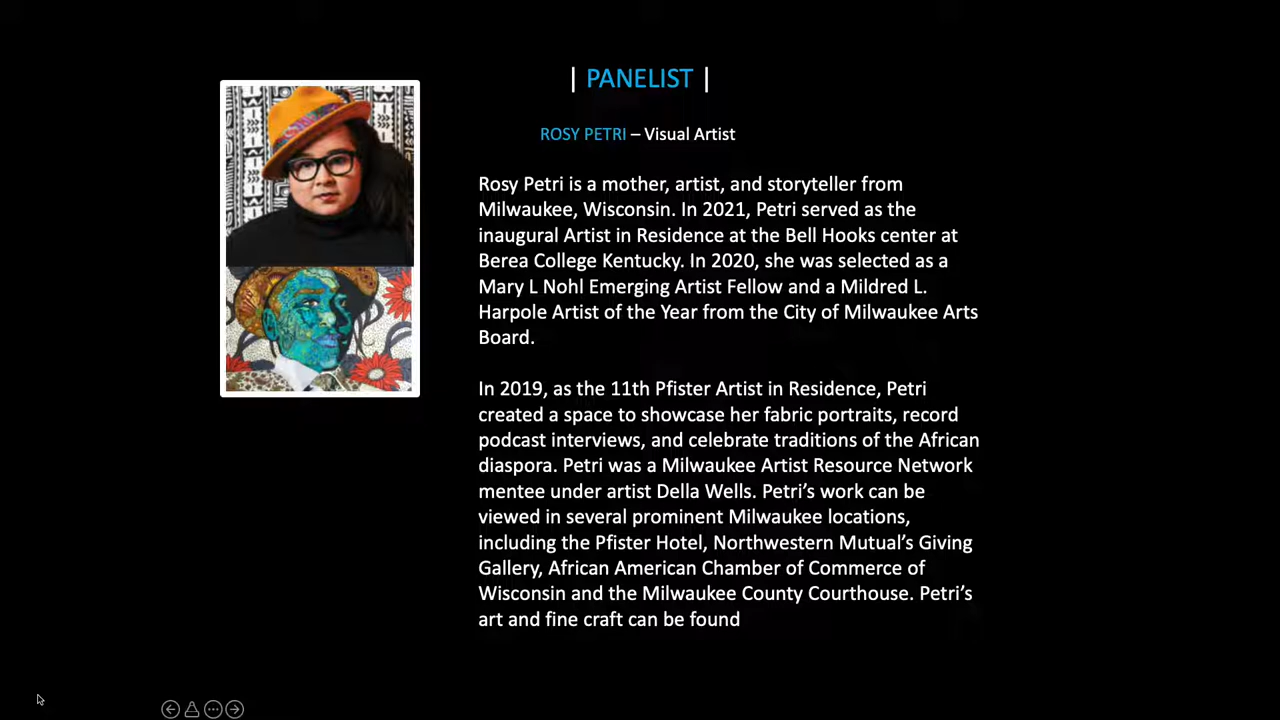 | PANELIST |
ROSY PETRI – Visual Artist
Rosy Petri is a mother, artist, and storyteller from
Milwaukee, Wisconsin. In 2021, Petri served as the
inaugural Artist in Residence at the Bell Hooks center at
Berea College Kentucky. In 2020, she was selected as a
Mary L Nohl Emerging Artist Fellow and a Mildred L.
Harpole Artist of the Year from the City of Milwaukee Arts
Board.
In 2019, as the 11th Pfister Artist in Residence, Petri
created a space to showcase her fabric portraits, record
podcast interviews, and celebrate traditions of the African
diaspora. Petri was a Milwaukee Artist Resource Network
mentee under artist Della Wells. Petri’s work can be
viewed in several prominent Milwaukee locations,
including the Pfister Hotel, Northwestern Mutual’s Giving
Gallery, African American Chamber of Commerce of
Wisconsin and the Milwaukee County Courthouse. Petri’s
art and fine craft can be found